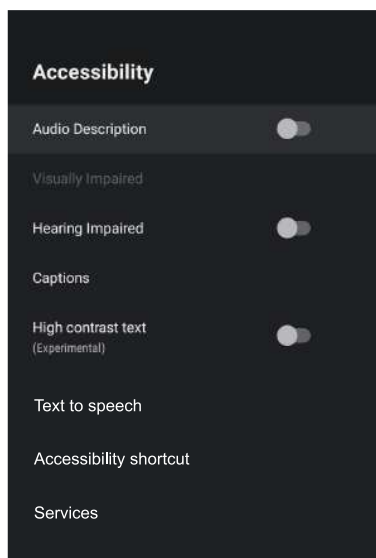 Accessibility
Audio Description
Visually Impaired
Hearing Impaired
Captions
High contrast text
(Experimental)
Text to speech
Accessibility shortcut
Services